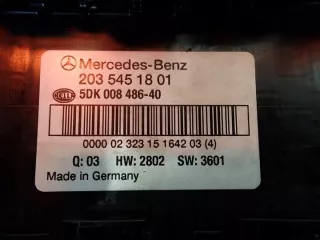 Mercedes-Benz
203 545 18 01
HELLA 5DK 008 486-40
0000 02 323 15 1642 03 (4)
Q: 03 HW: 2802 SW: 3601
Made in Germany